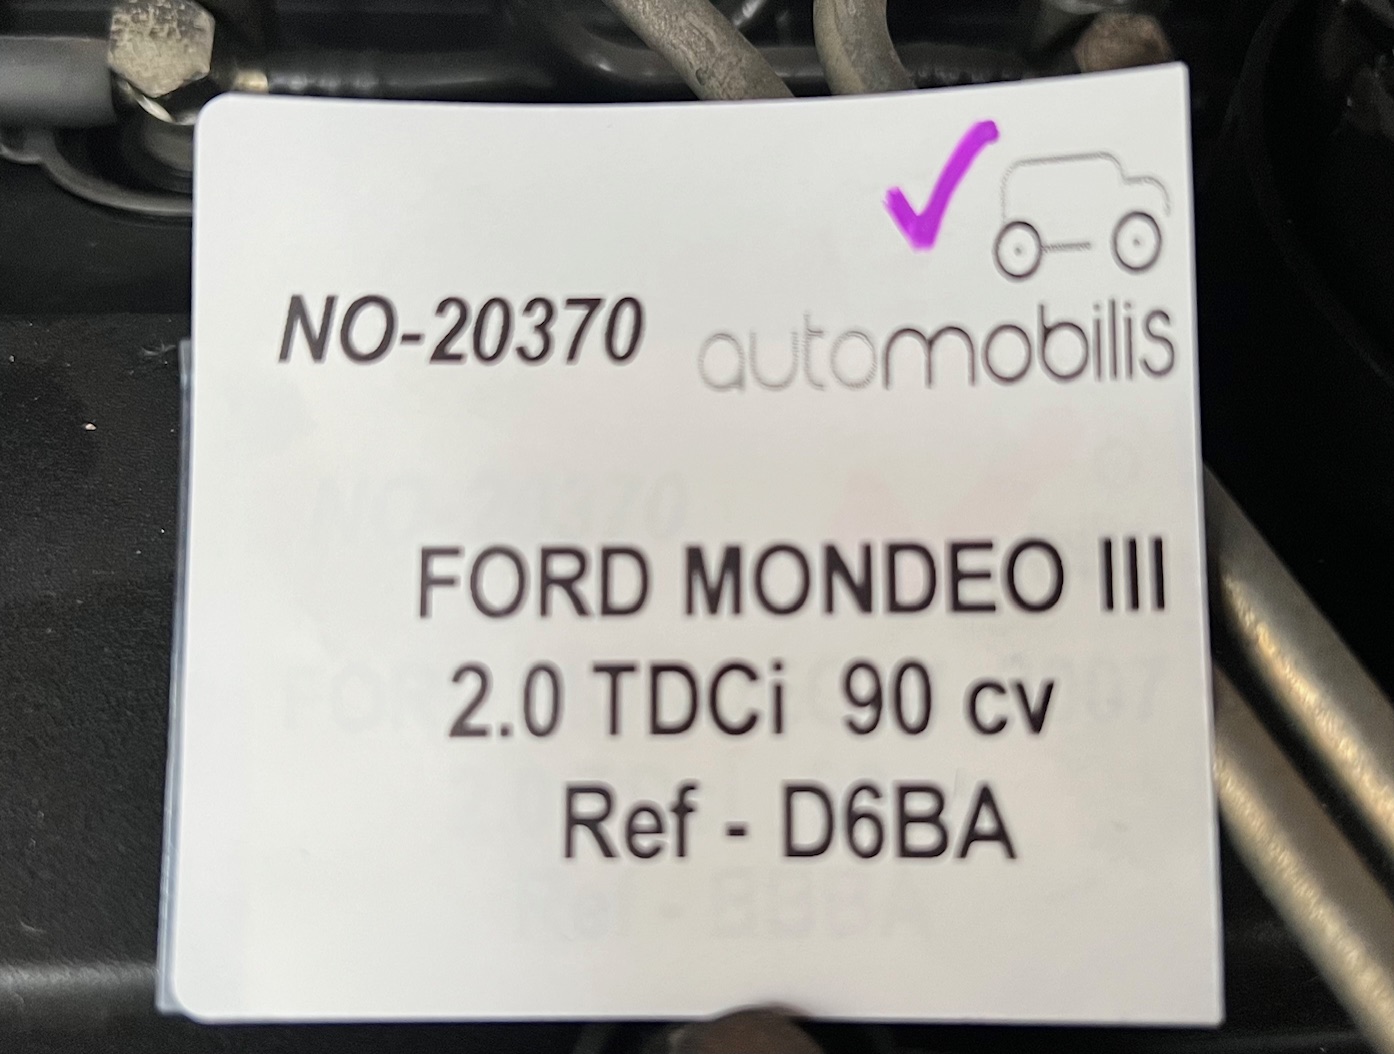 NO-20370
automobilis
FORD MONDEO III
2.0 TDCi 90 cv
Ref - D6BA